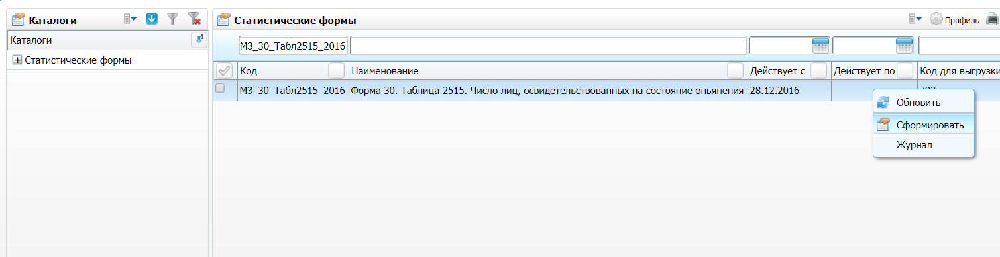 Каталоги
Каталоги
Статистические формы
Статистические формы
Профиль
МЗ_30_Табл2515_2016
Код
Наименование
Действует с
Действует по
Код для выгрузки
МЗ_30_Табл2515_2016
Форма 30. Таблица 2515. Число лиц, освидетельствованных на состояние опьянения
28.12.2016
Обновить
Сформировать
Журнал